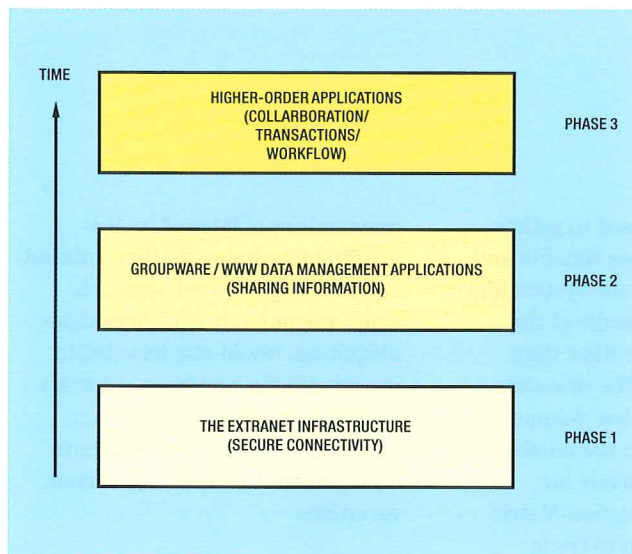 TIME
HIGHER-ORDER APPLICATIONS
(COLLARBORATION/
TRANSACTIONS/
WORKFLOW)
PHASE 3
GROUPWARE / WWW DATA MANAGEMENT APPLICATIONS
(SHARING INFORMATION)
PHASE 2
THE EXTRANET INFRASTRUCTURE
(SECURE CONNECTIVITY)
PHASE 1